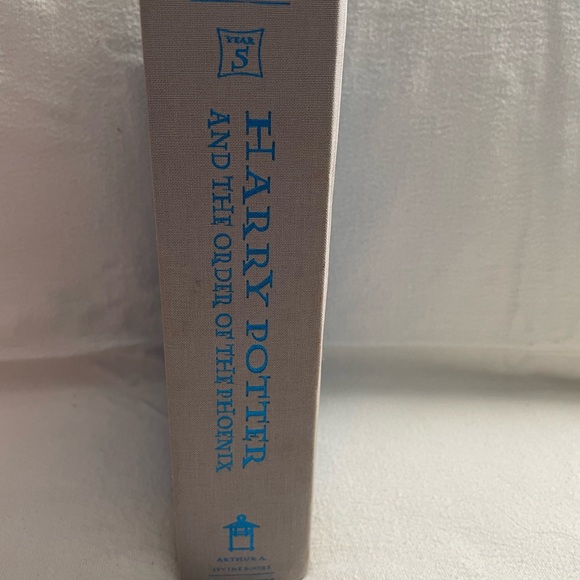 YEAR
5
HARRY POTTER
AND THE ORDER OF THE PHOENIX
ARTHUR A.
LEVINE BOOKS